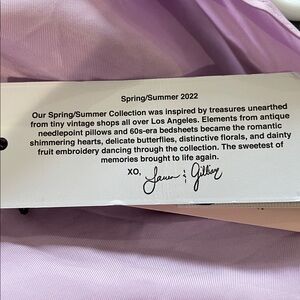 Spring/Summer 2022
Our Spring/Summer Collection was inspired by treasures unearthed
from tiny vintage shops all over Los Angeles. Elements from antique
needlepoint pillows and 60s-era bedsheets became the romantic
shimmering hearts, delicate butterflies, distinctive florals, and dainty
fruit embroidery dancing through the collection. The sweetest of
memories brought to life again.
XO,